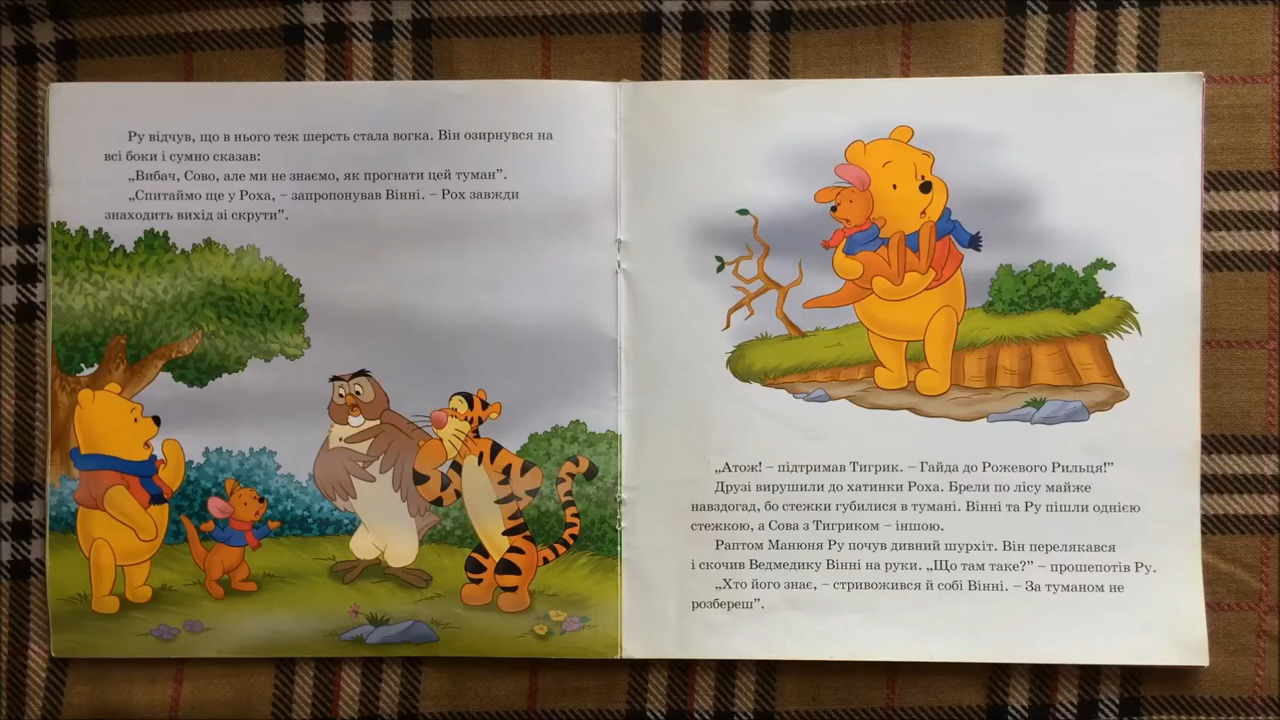 Ру відчув, що в нього теж шерсть стала вогка. Він озирнувся на
всі боки і сумно сказав:
„Вибач, Сово, але ми не знаємо, як прогнати цей туман”.
„Спитаймо ще у Роха, – запропонував Вінні. – Рох завжди
знаходить вихід зі скрути”.
„Атож! – підтримав Тигрик. – Гайда до Рожевого Рильця!”
Друзі вирушили до хатинки Роха. Брели по лісу майже
навздогад, бо стежки губилися в тумані. Вінні та Ру пішли однією
стежкою, а Сова з Тигриком – іншою.
Раптом Манюня Ру почув дивний шурхіт. Він перелякався
і скочив Ведмедику Вінні на руки. „Що там таке?” – прошепотів Ру.
„Хто його знає, – стривожився й собі Вінні. – За туманом не
розбереш”.